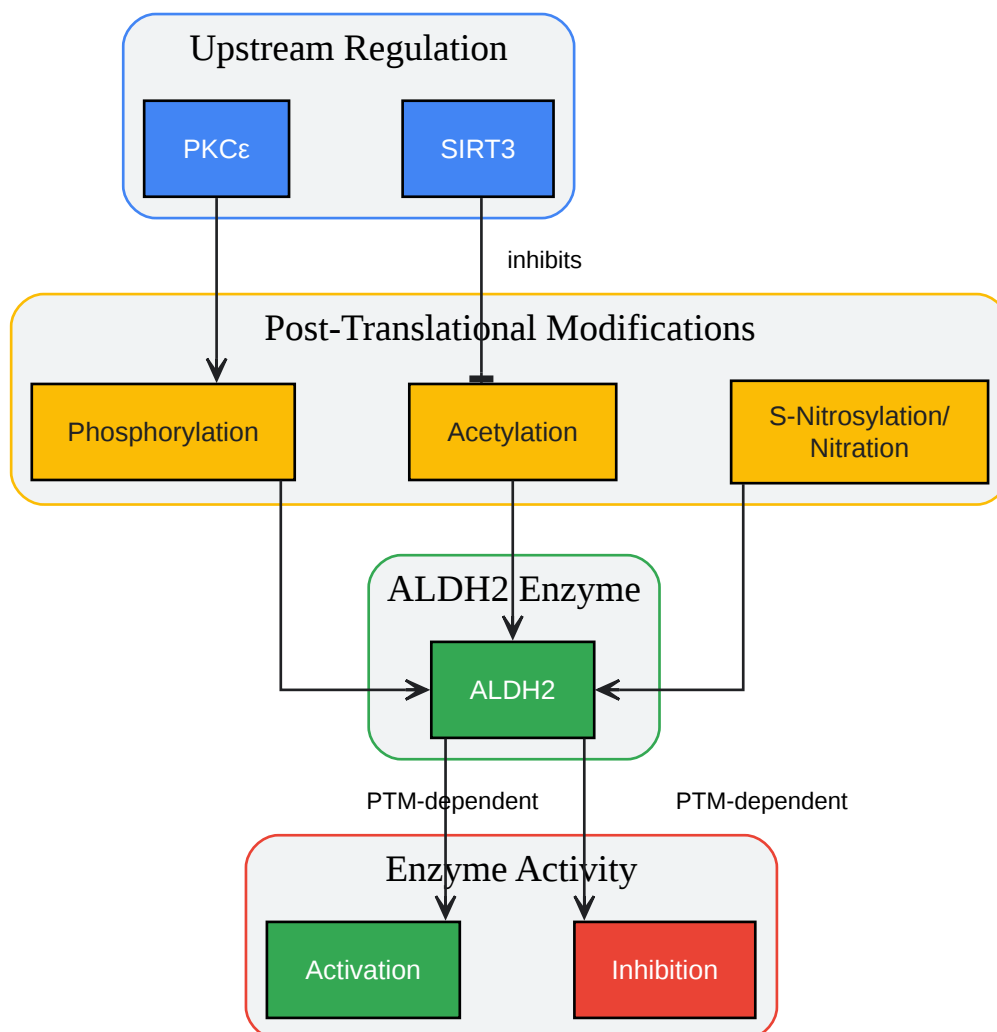 Upstream Regulation
PKCε
SIRT3
inhibits
Post-Translational Modifications
Phosphorylation
Acetylation
S-Nitrosylation/
Nitration
ALDH2 Enzyme
ALDH2
PTM-dependent
PTM-dependent
Enzyme Activity
Activation
Inhibition